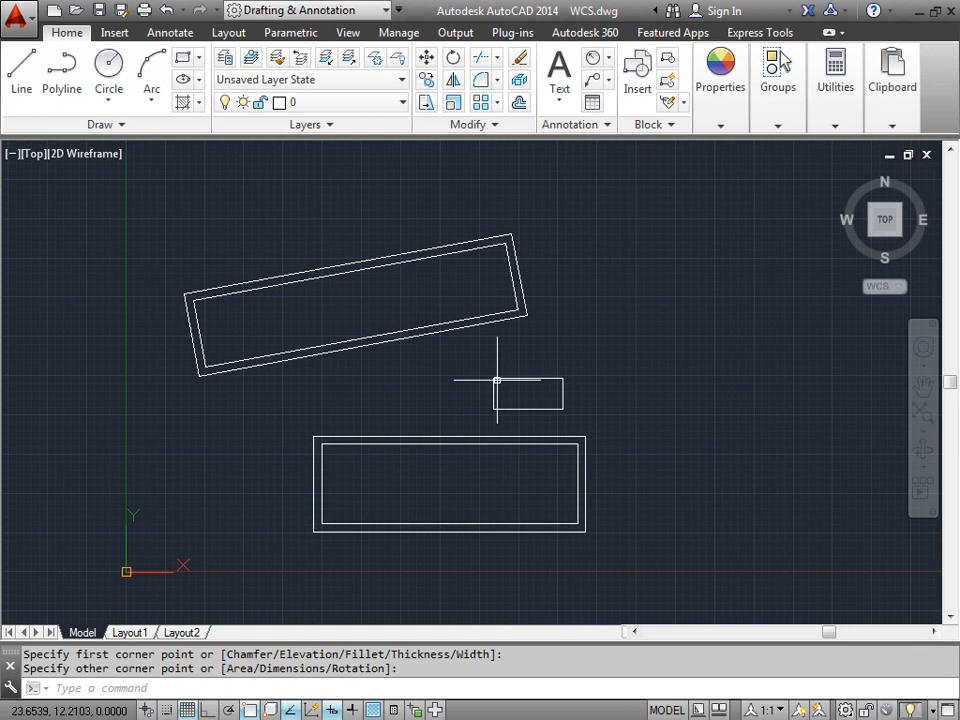 Drafting & Annotation
Autodesk AutoCAD 2014 WCS.dwg
Sign In
Home Insert Annotate Layout Parametric View Manage Output Plug-ins Autodesk 360 Featured Apps Express Tools
Line Polyline Circle Arc
Unsaved Layer State
0
Text Insert Properties Groups Utilities Clipboard
Draw Layers Modify Annotation Block
[−][Top][2D Wireframe]
N
W TOP E
S
WCS
Y
X
Model Layout1 Layout2
Specify first corner point or [Chamfer/Elevation/Fillet/Thickness/Width]:
Specify other corner point or [Area/Dimensions/Rotation]:
Type a command
23.6539, 12.2103, 0.0000
MODEL
1:1